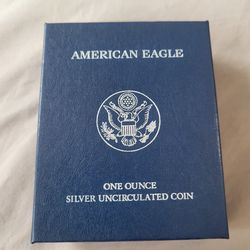 AMERICAN EAGLE
ONE OUNCE
SILVER UNCIRCULATED COIN